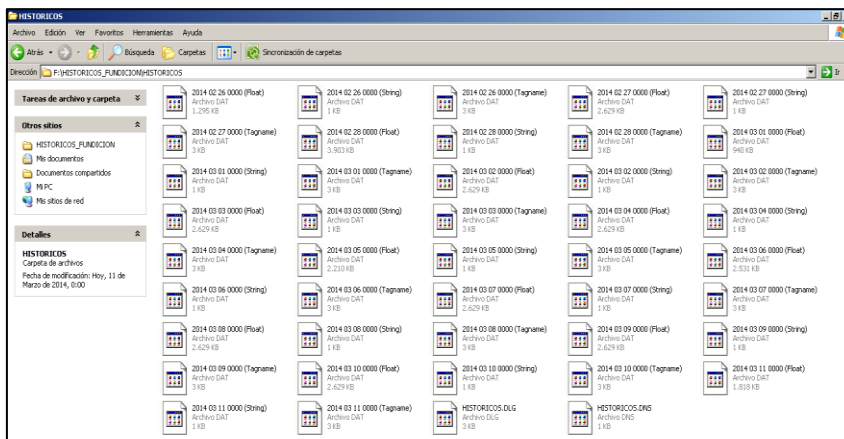 HISTORICOS
Archivo Edición Ver Favoritos Herramientas Ayuda
Atrás Búsqueda Carpetas Sincronización de carpetas
Dirección F:\HISTORICOS_FUNDICION\HISTORICOS Ir
Tareas de archivo y carpeta
Otros sitios
HISTORICOS_FUNDICION
Mis documentos
Documentos compartidos
Mi PC
Mis sitios de red
Detalles
HISTORICOS
Carpeta de archivos
Fecha de modificación: Hoy, 11 de
Marzo de 2014, 0:00
2014 02 26 0000 (Float)
Archivo DAT
1.295 KB
2014 02 26 0000 (String)
Archivo DAT
1 KB
2014 02 26 0000 (Tagname)
Archivo DAT
3 KB
2014 02 27 0000 (Float)
Archivo DAT
2.629 KB
2014 02 27 0000 (String)
Archivo DAT
1 KB
2014 02 27 0000 (Tagname)
Archivo DAT
3 KB
2014 02 28 0000 (Float)
Archivo DAT
3.903 KB
2014 02 28 0000 (String)
Archivo DAT
1 KB
2014 02 28 0000 (Tagname)
Archivo DAT
3 KB
2014 03 01 0000 (Float)
Archivo DAT
940 KB
2014 03 01 0000 (String)
Archivo DAT
1 KB
2014 03 01 0000 (Tagname)
Archivo DAT
3 KB
2014 03 02 0000 (Float)
Archivo DAT
2.629 KB
2014 03 02 0000 (String)
Archivo DAT
1 KB
2014 03 02 0000 (Tagname)
Archivo DAT
3 KB
2014 03 03 0000 (Float)
Archivo DAT
2.629 KB
2014 03 03 0000 (String)
Archivo DAT
1 KB
2014 03 03 0000 (Tagname)
Archivo DAT
3 KB
2014 03 04 0000 (Float)
Archivo DAT
2.629 KB
2014 03 04 0000 (String)
Archivo DAT
1 KB
2014 03 04 0000 (Tagname)
Archivo DAT
3 KB
2014 03 05 0000 (Float)
Archivo DAT
2.210 KB
2014 03 05 0000 (String)
Archivo DAT
1 KB
2014 03 05 0000 (Tagname)
Archivo DAT
3 KB
2014 03 06 0000 (Float)
Archivo DAT
2.531 KB
2014 03 06 0000 (String)
Archivo DAT
1 KB
2014 03 06 0000 (Tagname)
Archivo DAT
3 KB
2014 03 07 0000 (Float)
Archivo DAT
2.629 KB
2014 03 07 0000 (String)
Archivo DAT
1 KB
2014 03 07 0000 (Tagname)
Archivo DAT
3 KB
2014 03 08 0000 (Float)
Archivo DAT
2.629 KB
2014 03 08 0000 (String)
Archivo DAT
1 KB
2014 03 08 0000 (Tagname)
Archivo DAT
3 KB
2014 03 09 0000 (Float)
Archivo DAT
2.629 KB
2014 03 09 0000 (String)
Archivo DAT
1 KB
2014 03 09 0000 (Tagname)
Archivo DAT
3 KB
2014 03 10 0000 (Float)
Archivo DAT
2.629 KB
2014 03 10 0000 (String)
Archivo DAT
1 KB
2014 03 10 0000 (Tagname)
Archivo DAT
3 KB
2014 03 11 0000 (Float)
Archivo DAT
1.818 KB
2014 03 11 0000 (String)
Archivo DAT
1 KB
2014 03 11 0000 (Tagname)
Archivo DAT
3 KB
HISTORICOS.DLG
Archivo DLG
3 KB
HISTORICOS.DNS
Archivo DNS
1 KB